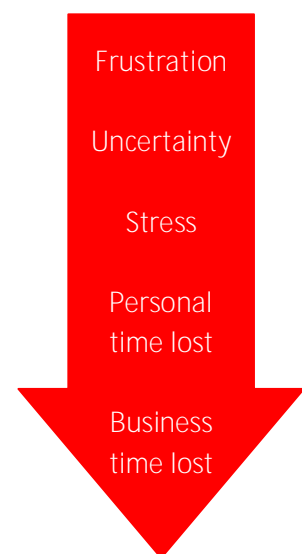 Frustration
Uncertainty
Stress
Personal
time lost
Business
time lost